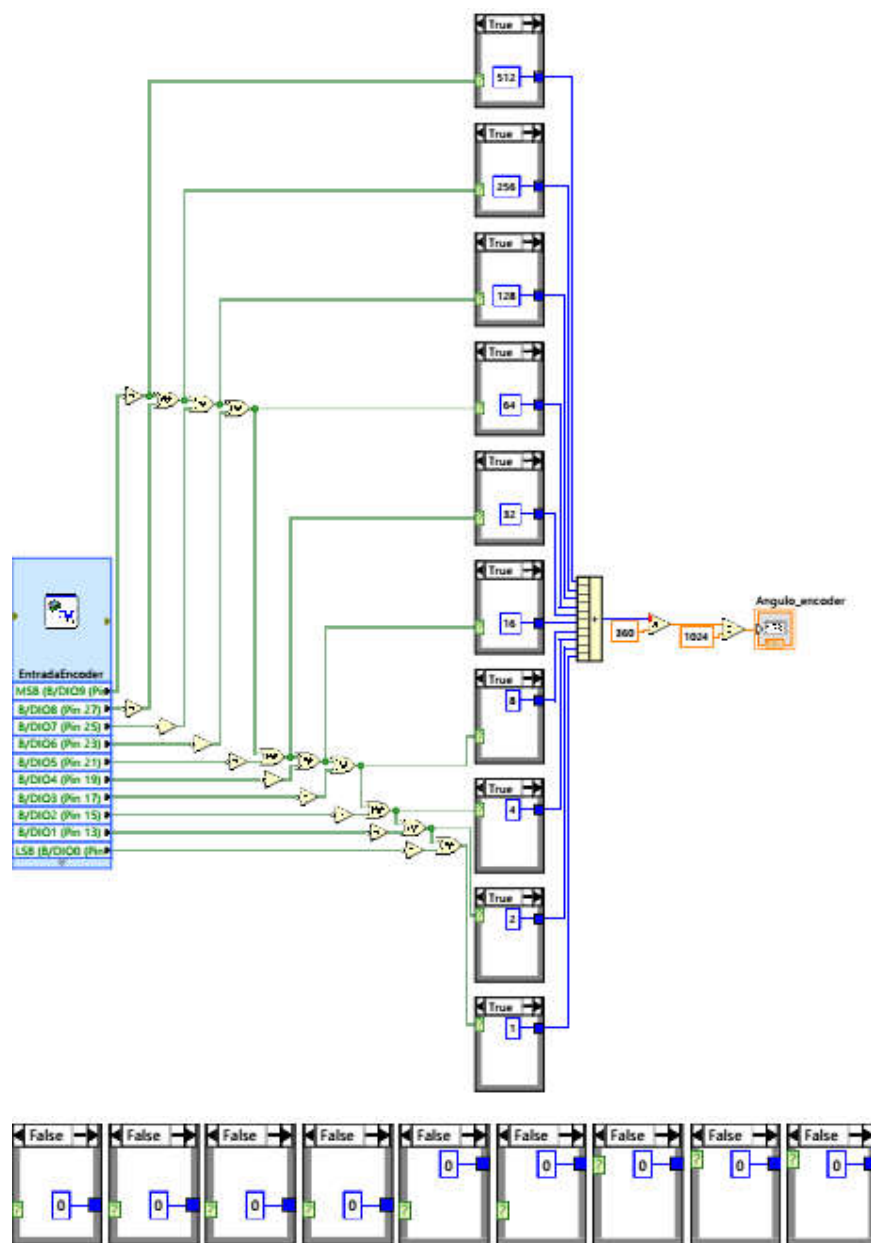 True
512
True
256
True
128
True
64
True
32
True
16
True
8
True
4
True
2
True
1
Angulo_encoder
360
1024
EntradaEncoder
MSB (B/DIO9 (Pin
B/DIO8 (Pin 27)
B/DIO7 (Pin 25)
B/DIO6 (Pin 23)
B/DIO5 (Pin 21)
B/DIO4 (Pin 19)
B/DIO3 (Pin 17)
B/DIO2 (Pin 15)
B/DIO1 (Pin 13)
LSB (B/DIO0 (Pin
False False False False False False False False False
0 0 0 0 0 0 0 0 0